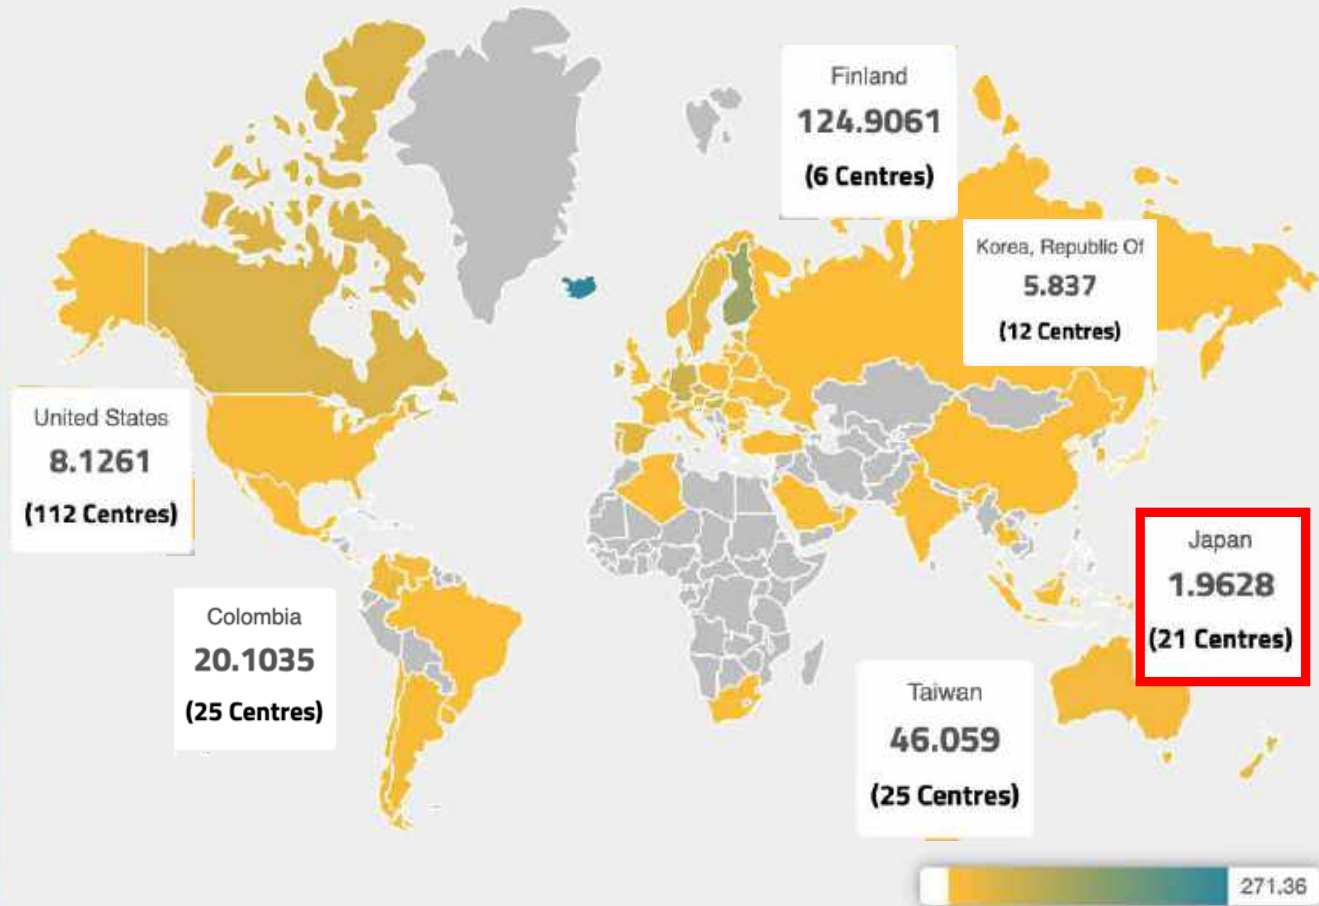 Finland
124.9061
(6 Centres)
Korea, Republic Of
5.837
(12 Centres)
United States
8.1261
(112 Centres)
Japan
1.9628
(21 Centres)
Colombia
20.1035
(25 Centres)
Taiwan
46.059
(25 Centres)
271.36